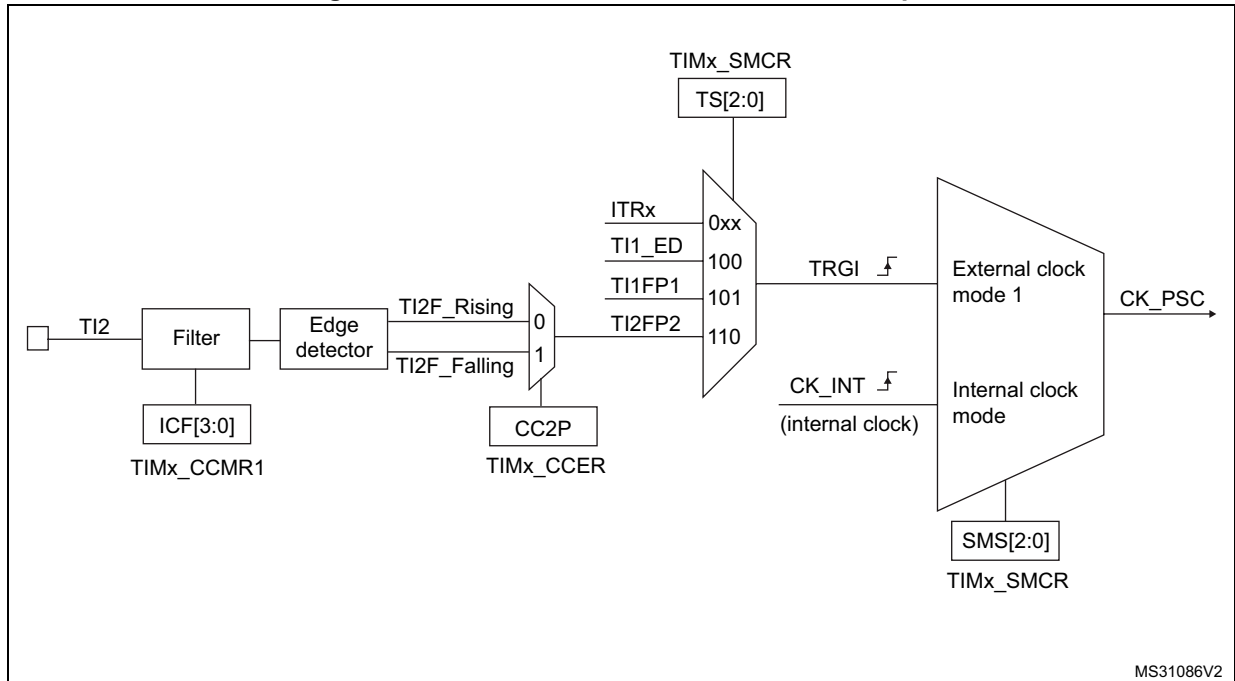 TIMx_SMCR
TS[2:0]
ITRx
0xx
TI1_ED
100
TI1FP1
101
TI2FP2
110
TRGI
External clock
mode 1
CK_PSC
TI2
Filter
Edge
detector
TI2F_Rising
0
TI2F_Falling
1
CK_INT
(internal clock)
Internal clock
mode
ICF[3:0]
TIMx_CCMR1
CC2P
TIMx_CCER
SMS[2:0]
TIMx_SMCR
MS31086V2